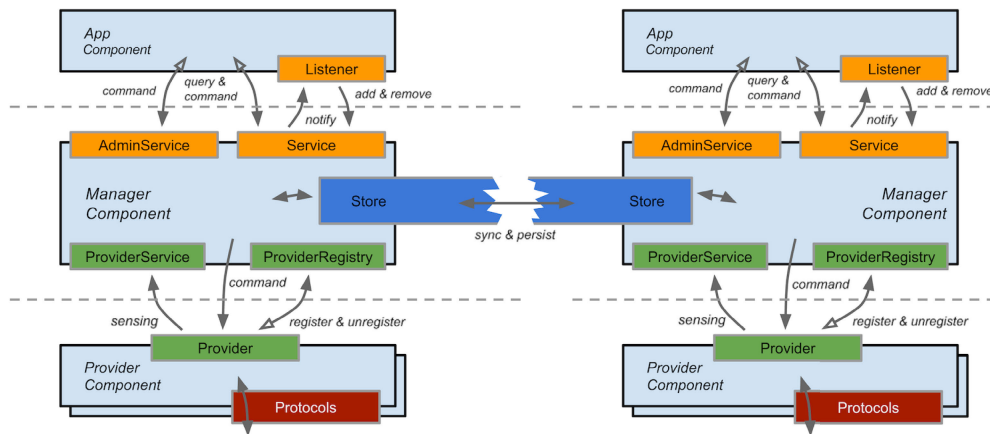 App
Component
Listener
command
query &
command
add & remove
notify
AdminService
Service
Manager
Component
Store
ProviderService
ProviderRegistry
command
sensing
register & unregister
Provider
Provider
Component
Protocols
sync & persist
App
Component
Listener
command
query &
command
add & remove
notify
AdminService
Service
Store
Manager
Component
ProviderService
ProviderRegistry
command
sensing
register & unregister
Provider
Provider
Component
Protocols